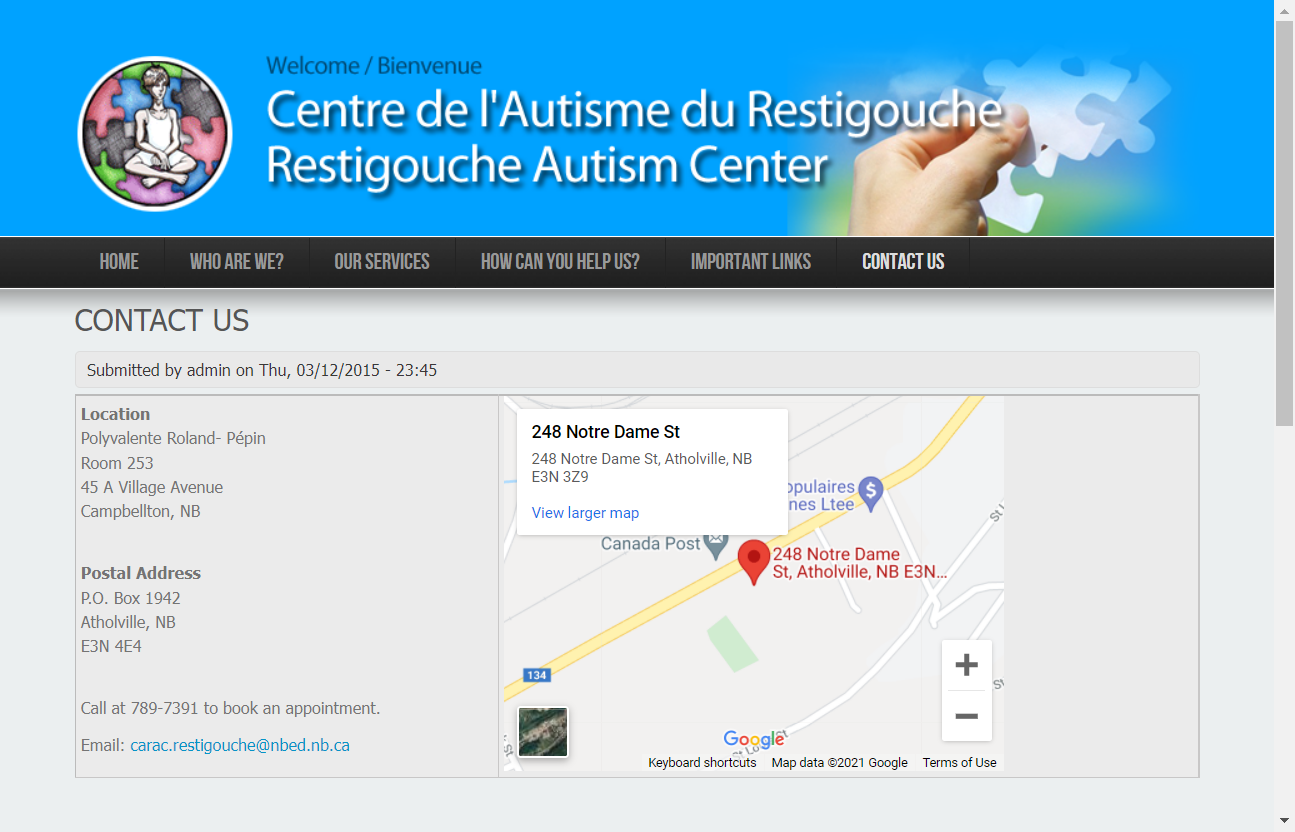 Welcome / Bienvenue
Centre de l'Autisme du Restigouche
Restigouche Autism Center
HOME
WHO ARE WE?
OUR SERVICES
HOW CAN YOU HELP US?
IMPORTANT LINKS
CONTACT US
CONTACT US
Submitted by admin on Thu, 03/12/2015 - 23:45
Location
Polyvalente Roland- Pépin
Room 253
45 A Village Avenue
Campbellton, NB
Postal Address
P.O. Box 1942
Atholville, NB
E3N 4E4
Call at 789-7391 to book an appointment.
Email: carac.restigouche@nbed.nb.ca
248 Notre Dame St
248 Notre Dame St, Atholville, NB
E3N 3Z9
View larger map
opulaires
nes Ltee
Canada Post
248 Notre Dame
St, Atholville, NB E3N...
134
Google
Keyboard shortcuts
Map data ©2021 Google
Terms of Use